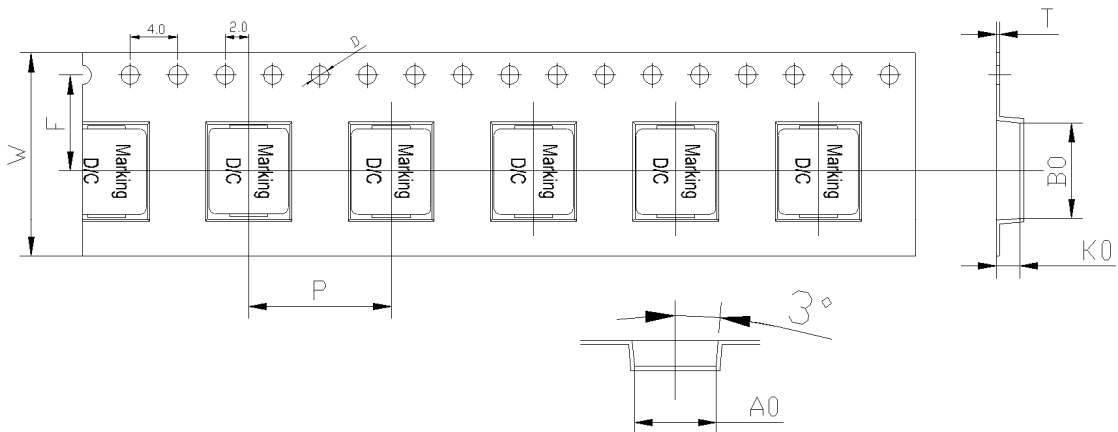 4.0
2.0
D
T
F
W
Marking
D/C
Marking
D/C
Marking
D/C
Marking
D/C
Marking
D/C
Marking
D/C
B0
K0
P
3°
A0